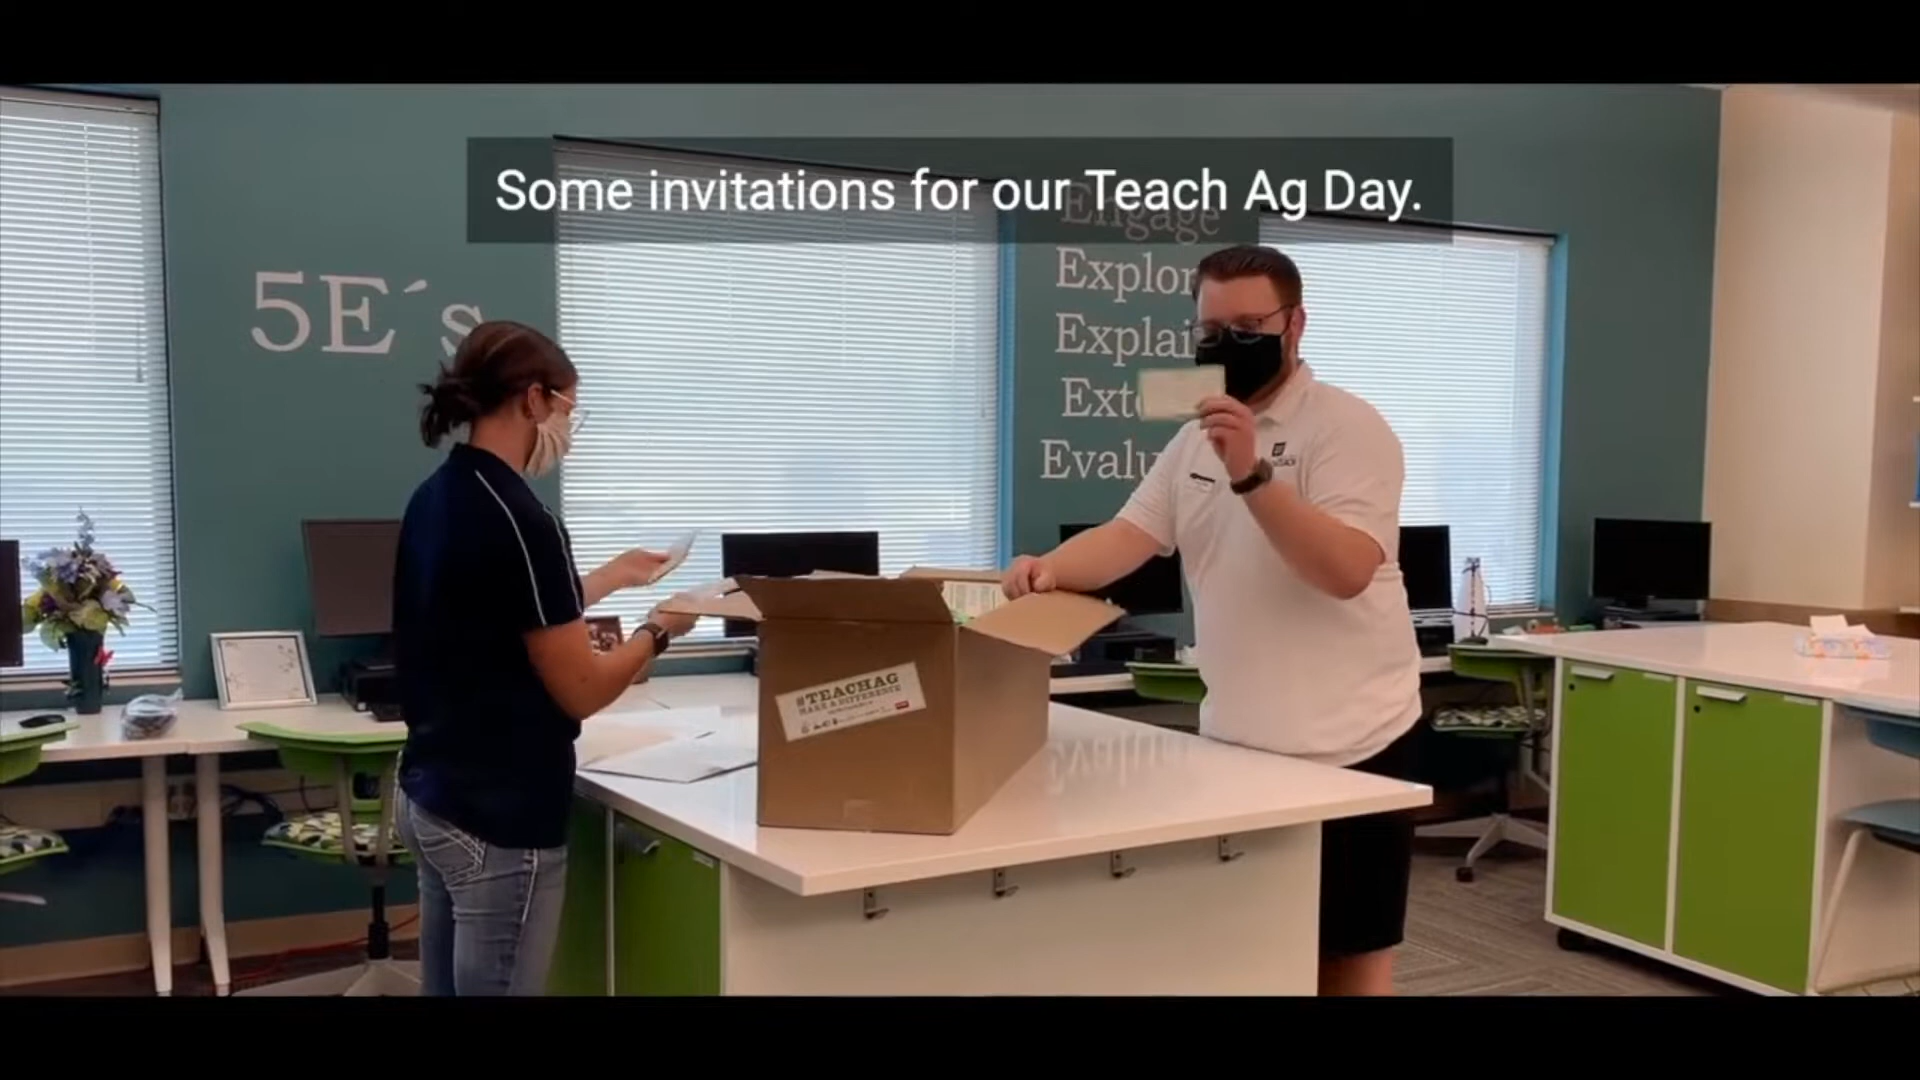 Some invitations for our Teach Ag Day.
5E´s
Engage
Explor
Explai
Exte
Evalu
#TEACHAG
MAKE A DIFFERENCE